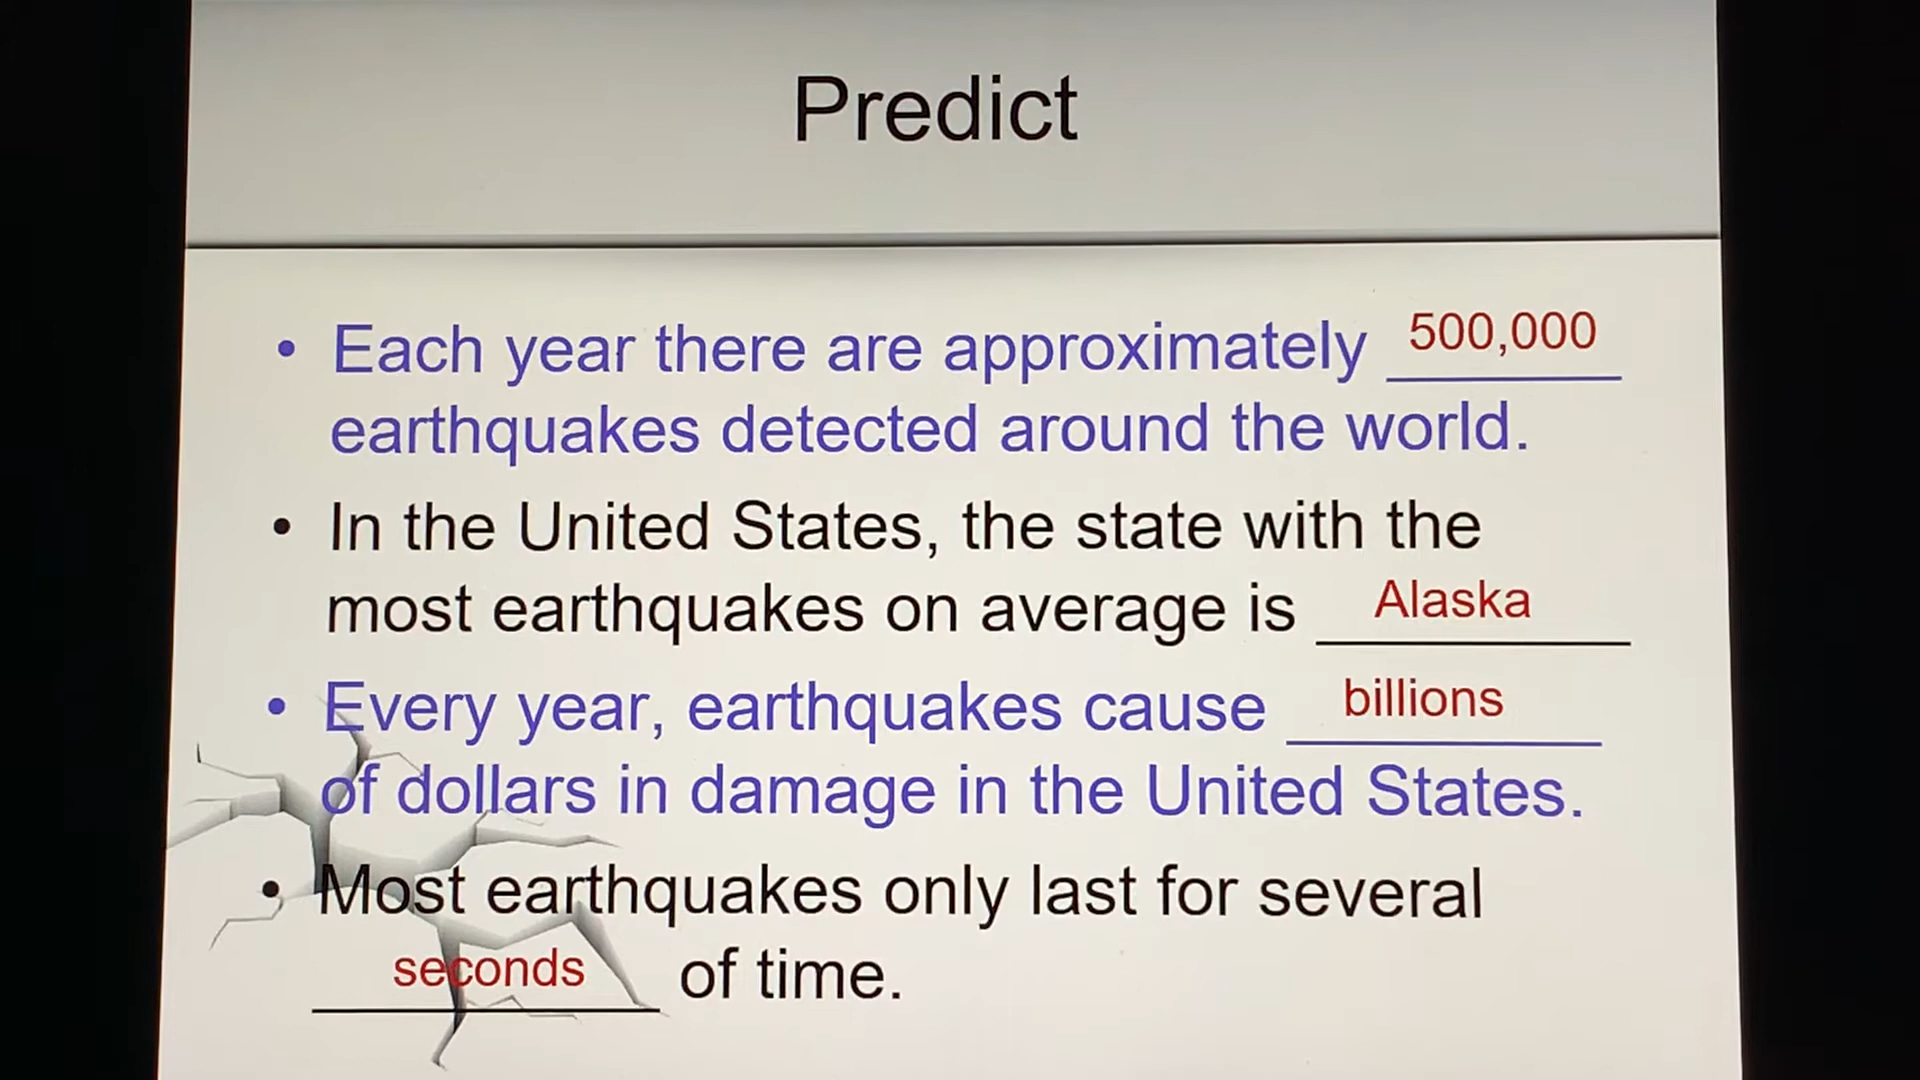 Predict
• Each year there are approximately 500,000
earthquakes detected around the world.
• In the United States, the state with the
most earthquakes on average is Alaska
• Every year, earthquakes cause billions
of dollars in damage in the United States.
• Most earthquakes only last for several
seconds of time.